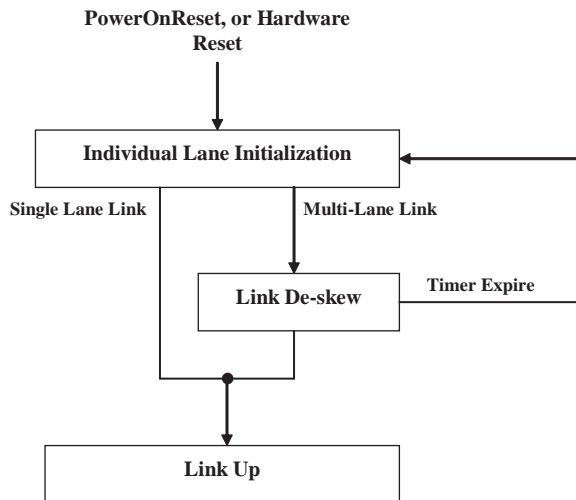 PowerOnReset, or Hardware
Reset
Individual Lane Initialization
Single Lane Link
Multi-Lane Link
Link De-skew
Timer Expire
Link Up